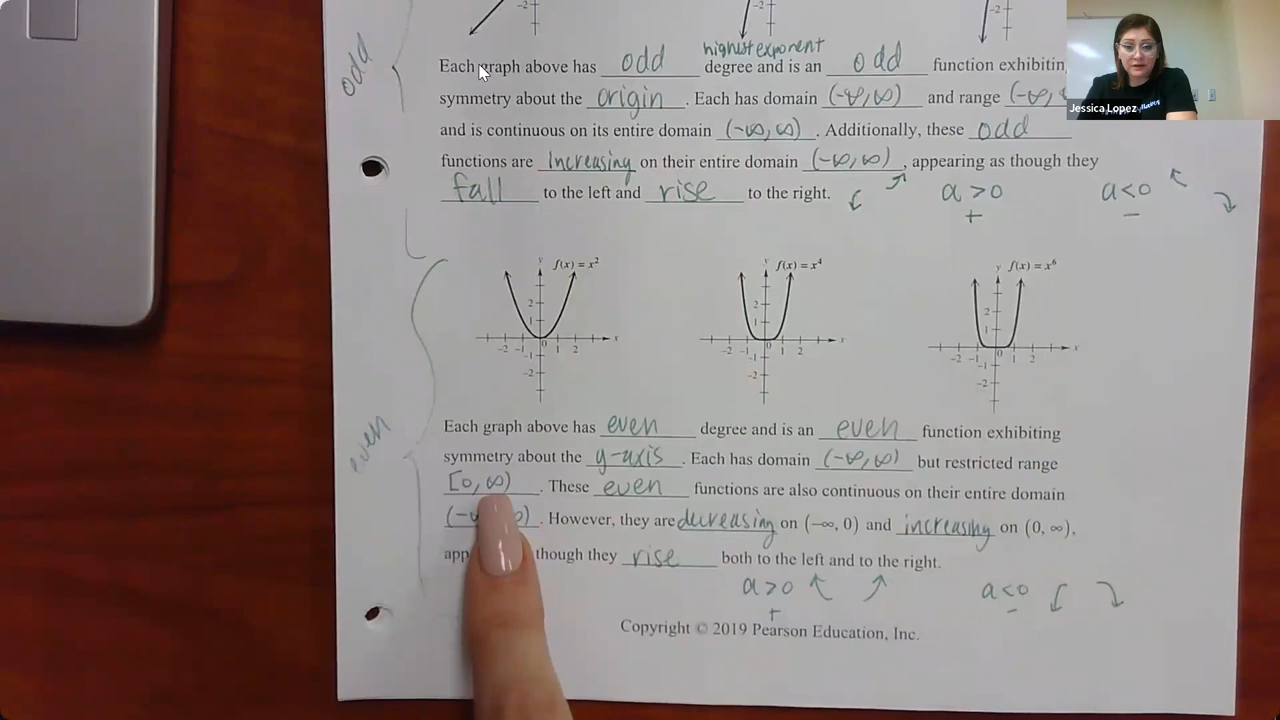 odd
highest exponent
Each graph above has odd degree and is an odd function exhibiting
symmetry about the origin. Each has domain (-∞, ∞) and range (-∞,
and is continuous on its entire domain (-∞, ∞). Additionally, these odd
functions are increasing on their entire domain (-∞, ∞), appearing as though they
fall to the left and rise to the right.
a > 0 a < 0
+ −
Jessica Lopez
f(x) = x² f(x) = x⁴ f(x) = x⁶
even
Each graph above has even degree and is an even function exhibiting
symmetry about the y-axis. Each has domain (-∞, ∞) but restricted range
[0, ∞). These even functions are also continuous on their entire domain
. However, they are decreasing on (−∞, 0) and increasing on (0, ∞),
though they rise both to the left and to the right.
a > 0 a < 0
+ −
Copyright © 2019 Pearson Education, Inc.